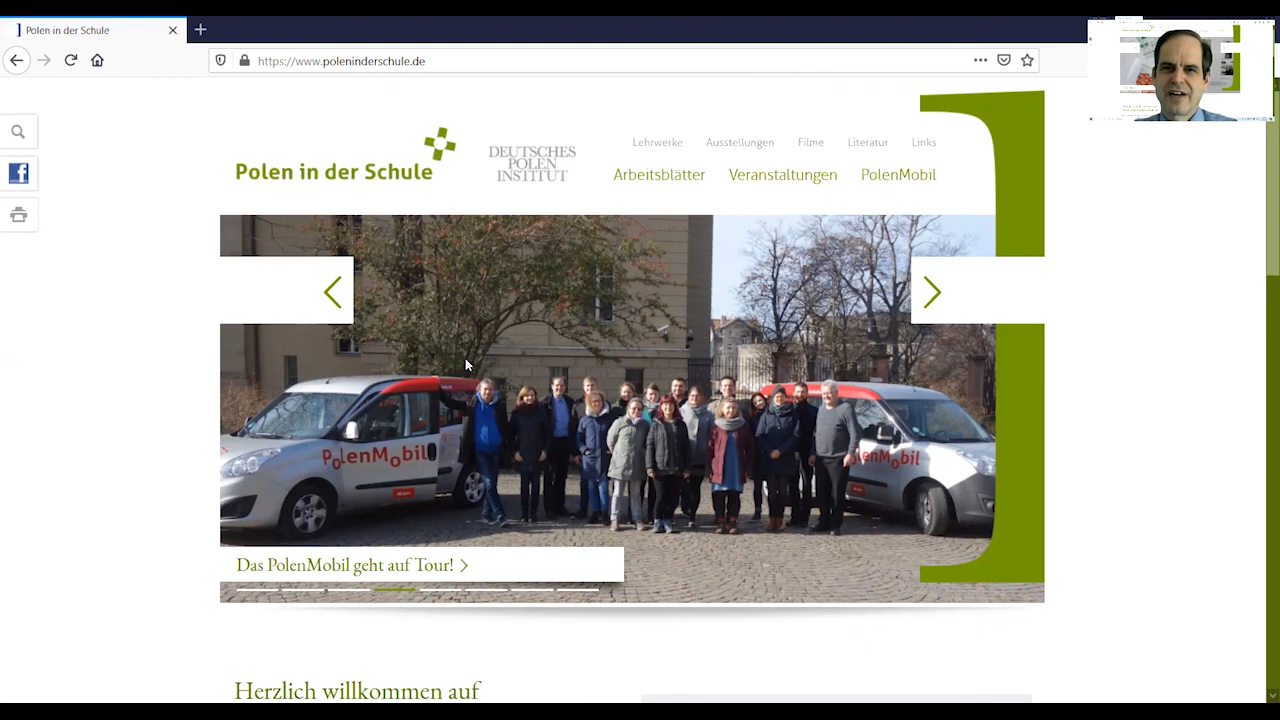 Polen in der Schule
https://www.poleninderschule.de
Polen in der Schule
DEUTSCHES
POLEN
INSTITUT
Lehrwerke Ausstellungen Filme Literatur Links
Arbeitsblätter Veranstaltungen PolenMobil
PolenMobil
PolenMobil
Das PolenMobil geht auf Tour!
Herzlich willkommen auf